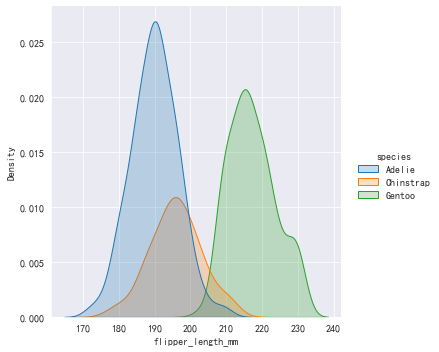 0.025
0.020
0.015
0.010
0.005
0.000
Density
170 180 190 200 210 220 230 240
flipper_length_mm
species
Adelie
Chinstrap
Gentoo